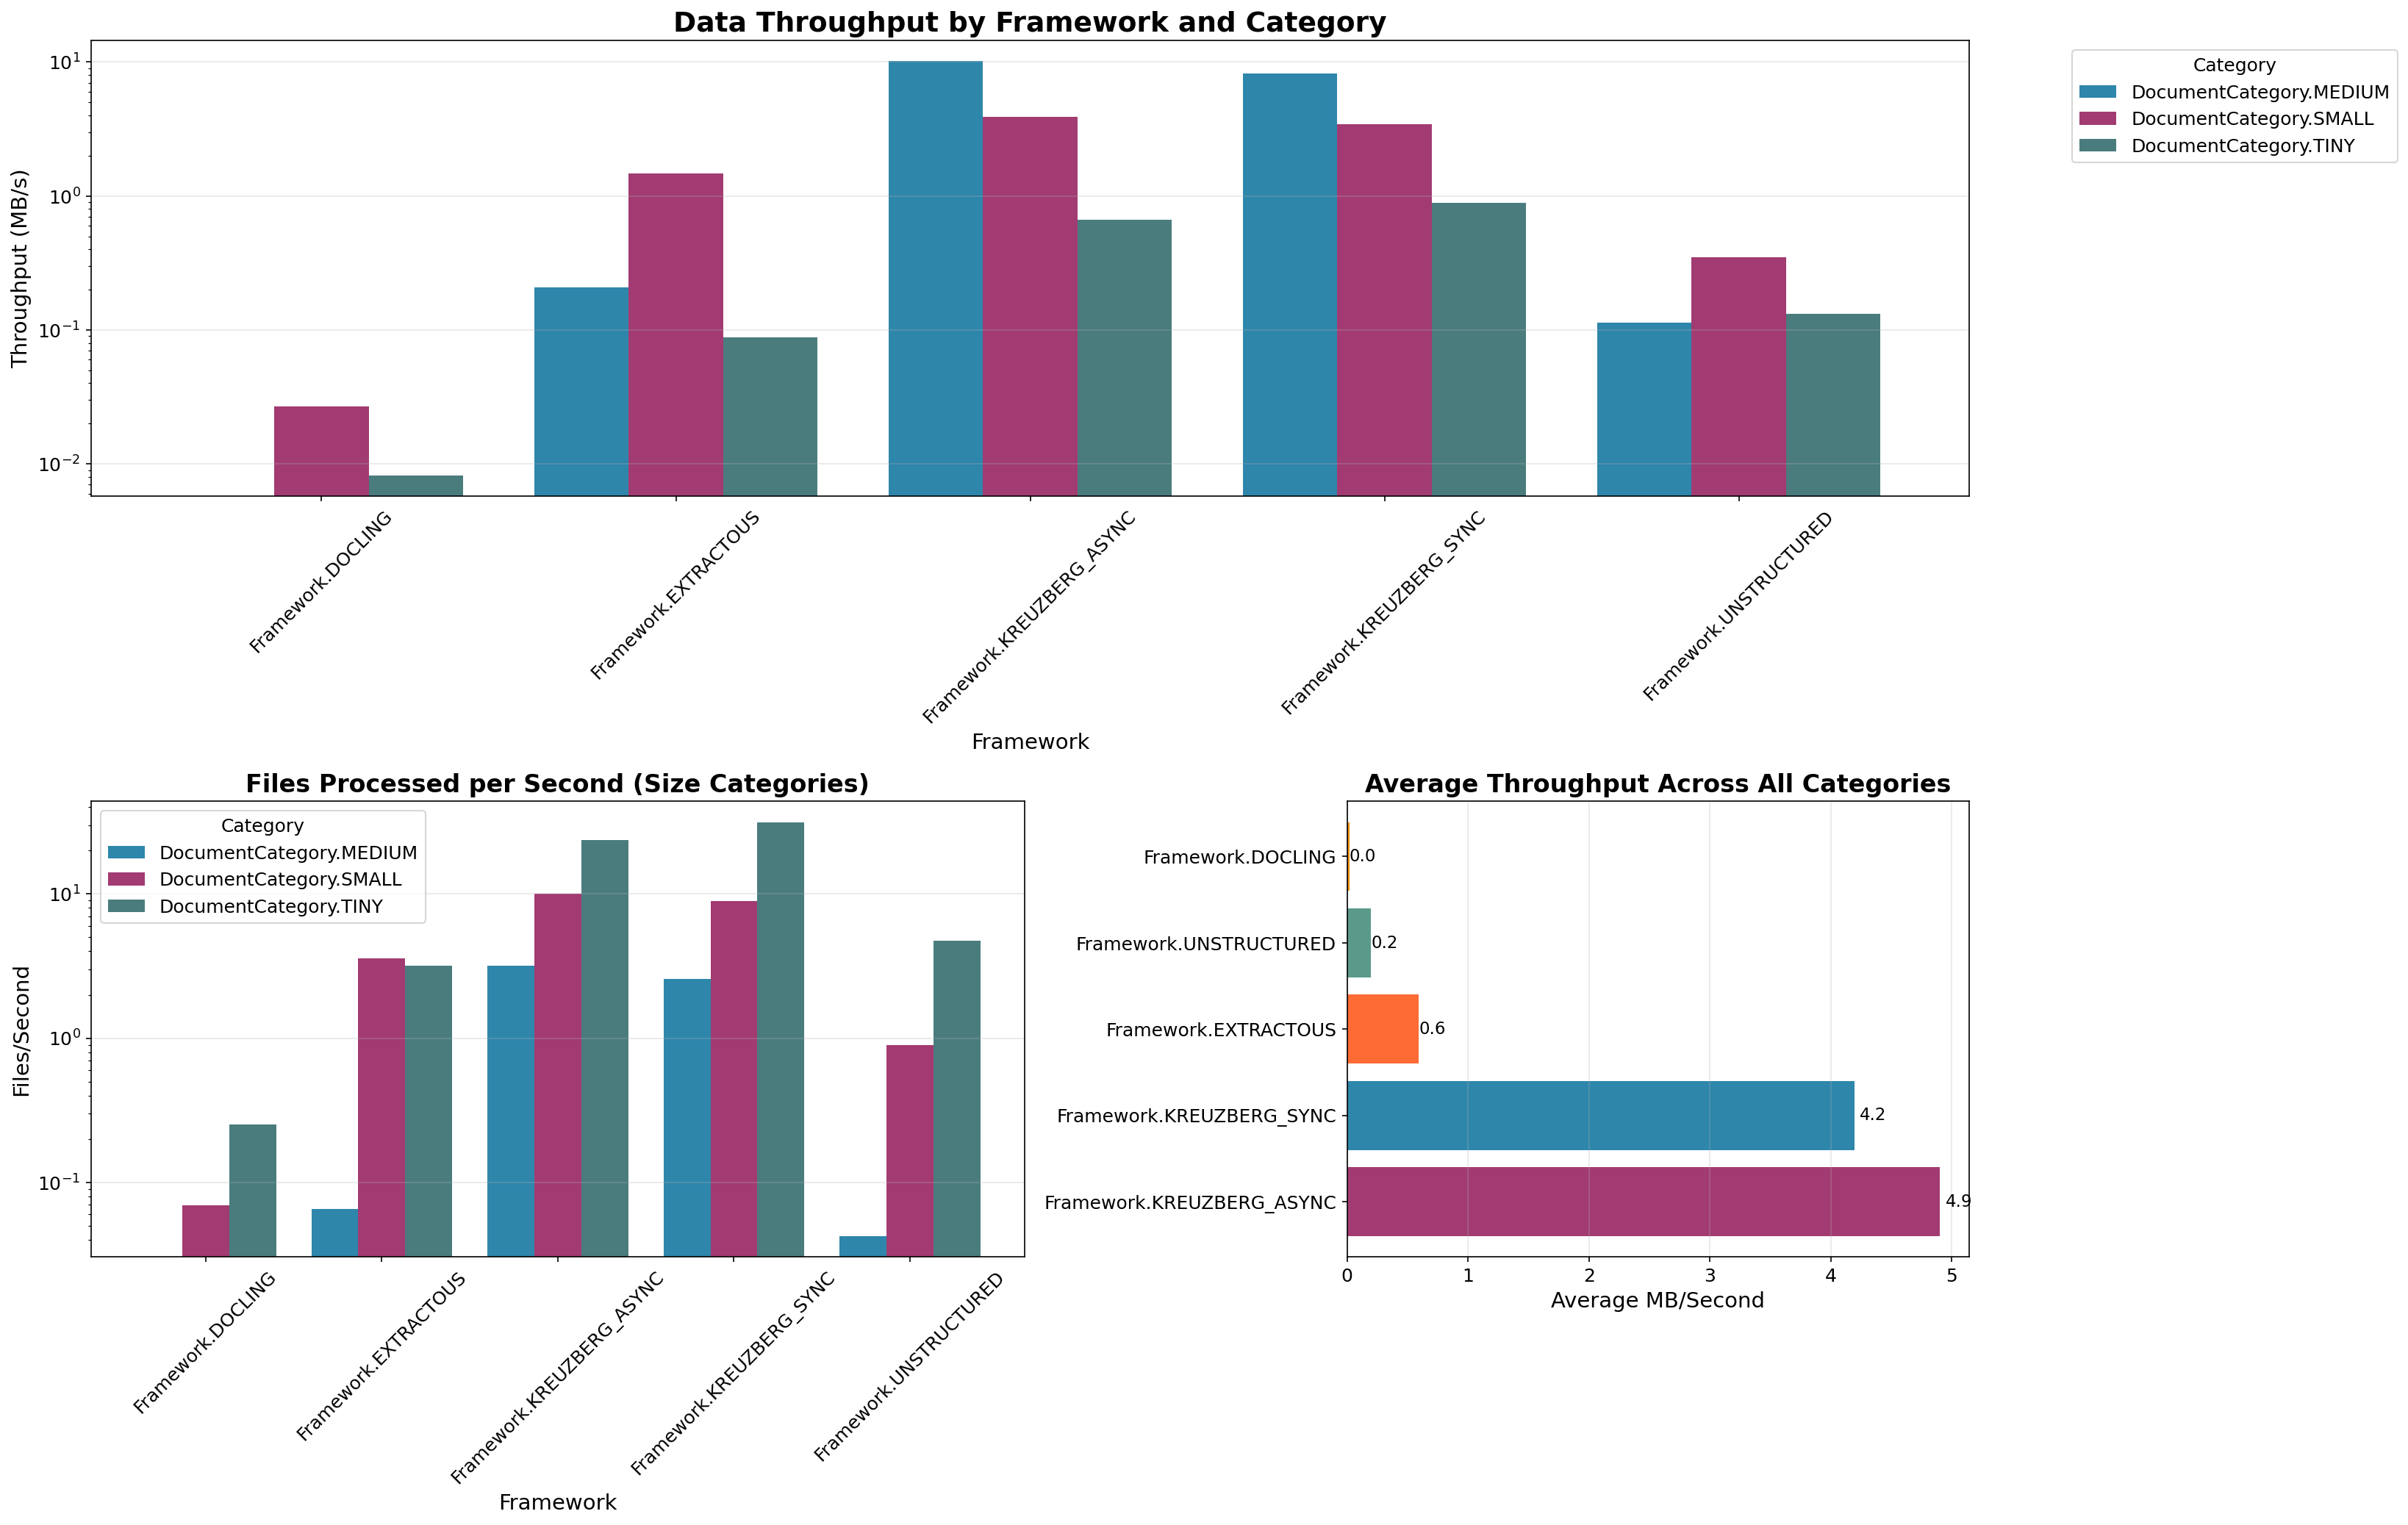 Data Throughput by Framework and Category
Throughput (MB/s)
10¹
10⁰
10⁻¹
10⁻²
Framework.DOCLING
Framework.EXTRACTOUS
Framework.KREUZBERG_ASYNC
Framework.KREUZBERG_SYNC
Framework.UNSTRUCTURED
Framework
Category
DocumentCategory.MEDIUM
DocumentCategory.SMALL
DocumentCategory.TINY
Files Processed per Second (Size Categories)
Category
DocumentCategory.MEDIUM
DocumentCategory.SMALL
DocumentCategory.TINY
Files/Second
10¹
10⁰
10⁻¹
Framework.DOCLING
Framework.EXTRACTOUS
Framework.KREUZBERG_ASYNC
Framework.KREUZBERG_SYNC
Framework.UNSTRUCTURED
Framework
Average Throughput Across All Categories
Framework.DOCLING 0.0
Framework.UNSTRUCTURED 0.2
Framework.EXTRACTOUS 0.6
Framework.KREUZBERG_SYNC 4.2
Framework.KREUZBERG_ASYNC 4.9
0 1 2 3 4 5
Average MB/Second